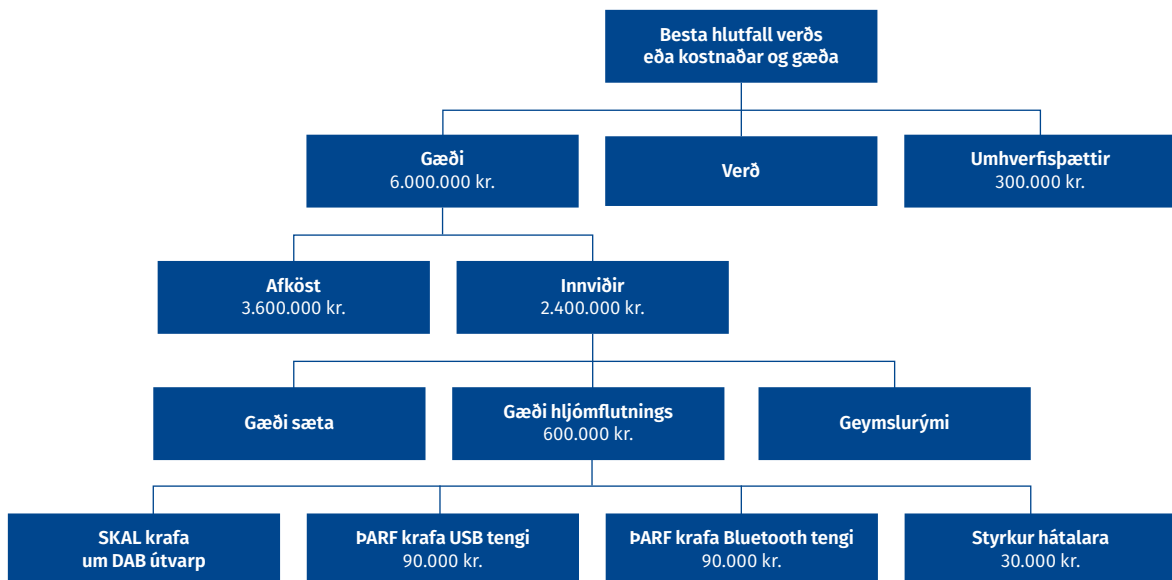 Besta hlutfall verðs
eða kostnaðar og gæða
Gæði
6.000.000 kr.
Verð
Umhverfisþættir
300.000 kr.
Afköst
3.600.000 kr.
Innviðir
2.400.000 kr.
Gæði sæta
Gæði hljómflutnings
600.000 kr.
Geymslurými
SKAL krafa
um DAB útvarp
ÞARF krafa USB tengi
90.000 kr.
ÞARF krafa Bluetooth tengi
90.000 kr.
Styrkur hátalara
30.000 kr.